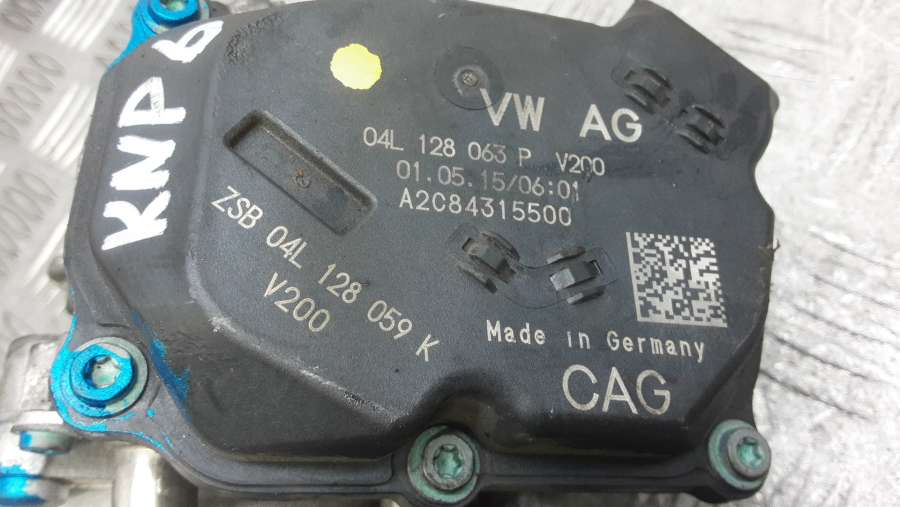 KNP 6
VW AG
04L 128 063 P V200
01.05.15/06:01
A2C84315500
ZSB 04L 128 059 K
V200
Made in Germany
CAG